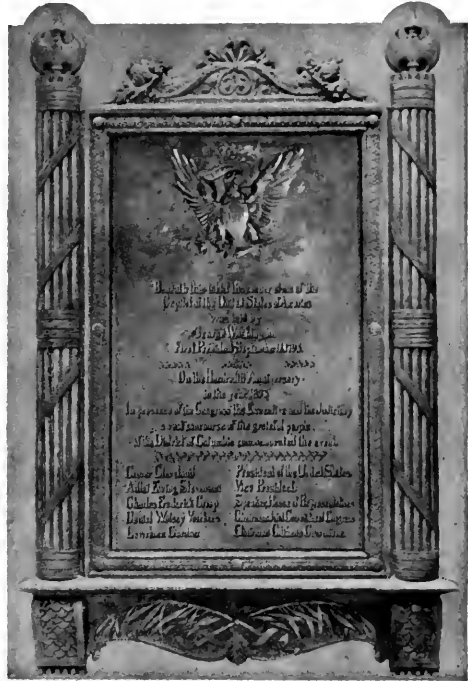 Beneath this tablet the corner stone of the
Capitol of the United States of America
was laid by
George Washington
First President September 18 1793
On the Hundredth Anniversary
in the year 1893
In presence of the Congress the Executive and the Judiciary
a vast concourse of the grateful people
of the District of Columbia commemorated the event
Grover Cleveland President of the United States
Adlai Ewing Stevenson Vice President
Charles Frederick Crisp Speaker House of Representatives
Daniel Wolsey Voorhees Chairman Joint Committee of Congress
Lawrence Gardner Chairman Citizens Committee